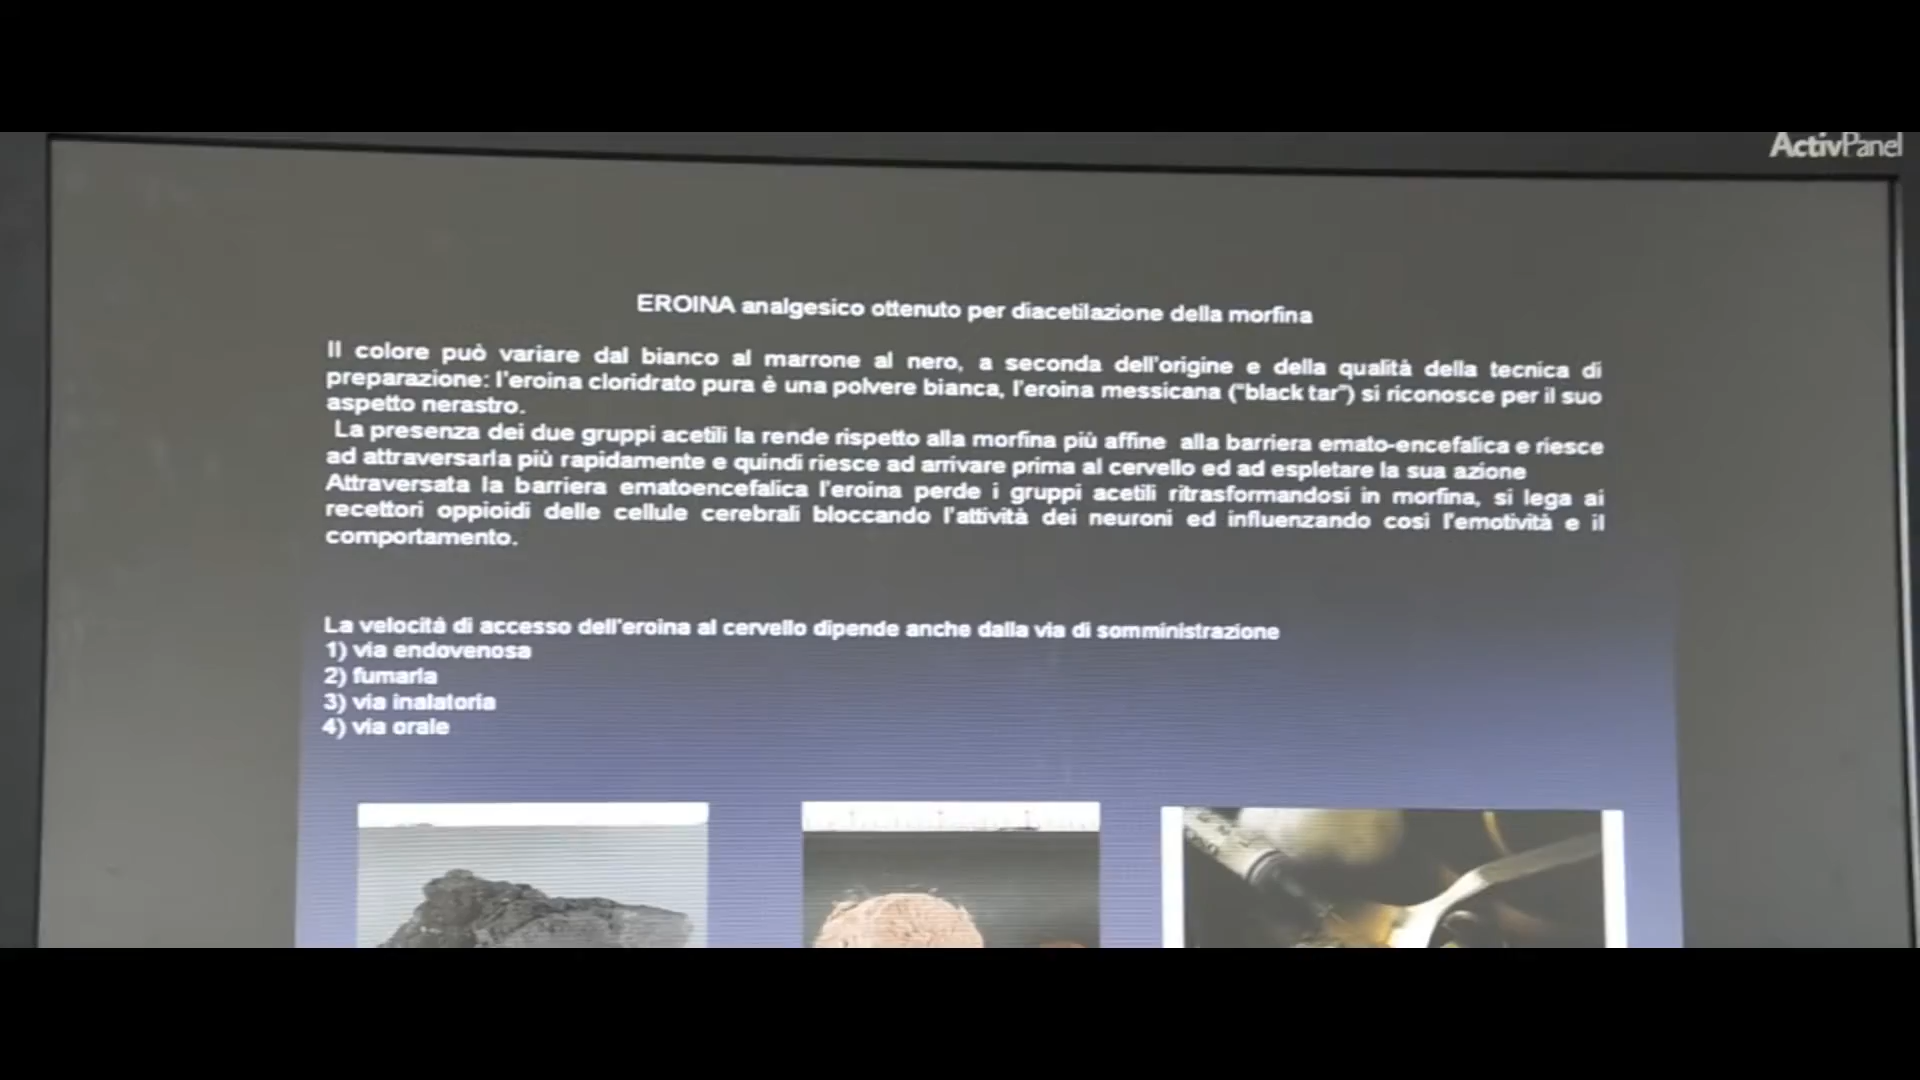 ActivPanel
EROINA analgesico ottenuto per diacetilazione della morfina
Il colore può variare dal bianco al marrone al nero, a seconda dell'origine e della qualità della tecnica di
preparazione: l'eroina cloridrato pura è una polvere bianca, l'eroina messicana ("black tar") si riconosce per il suo
aspetto nerastro.
La presenza dei due gruppi acetili la rende rispetto alla morfina più affine alla barriera emato-encefalica e riesce
ad attraversarla più rapidamente e quindi riesce ad arrivare prima al cervello ed ad espletare la sua azione
Attraversata la barriera ematoencefalica l'eroina perde i gruppi acetili ritrasformandosi in morfina, si lega ai
recettori oppioidi delle cellule cerebrali bloccando l'attività dei neuroni ed influenzando così l'emotività e il
comportamento.
La velocità di accesso dell'eroina al cervello dipende anche dalla via di somministrazione
1) via endovenosa
2) fumarla
3) via inalatoria
4) via orale